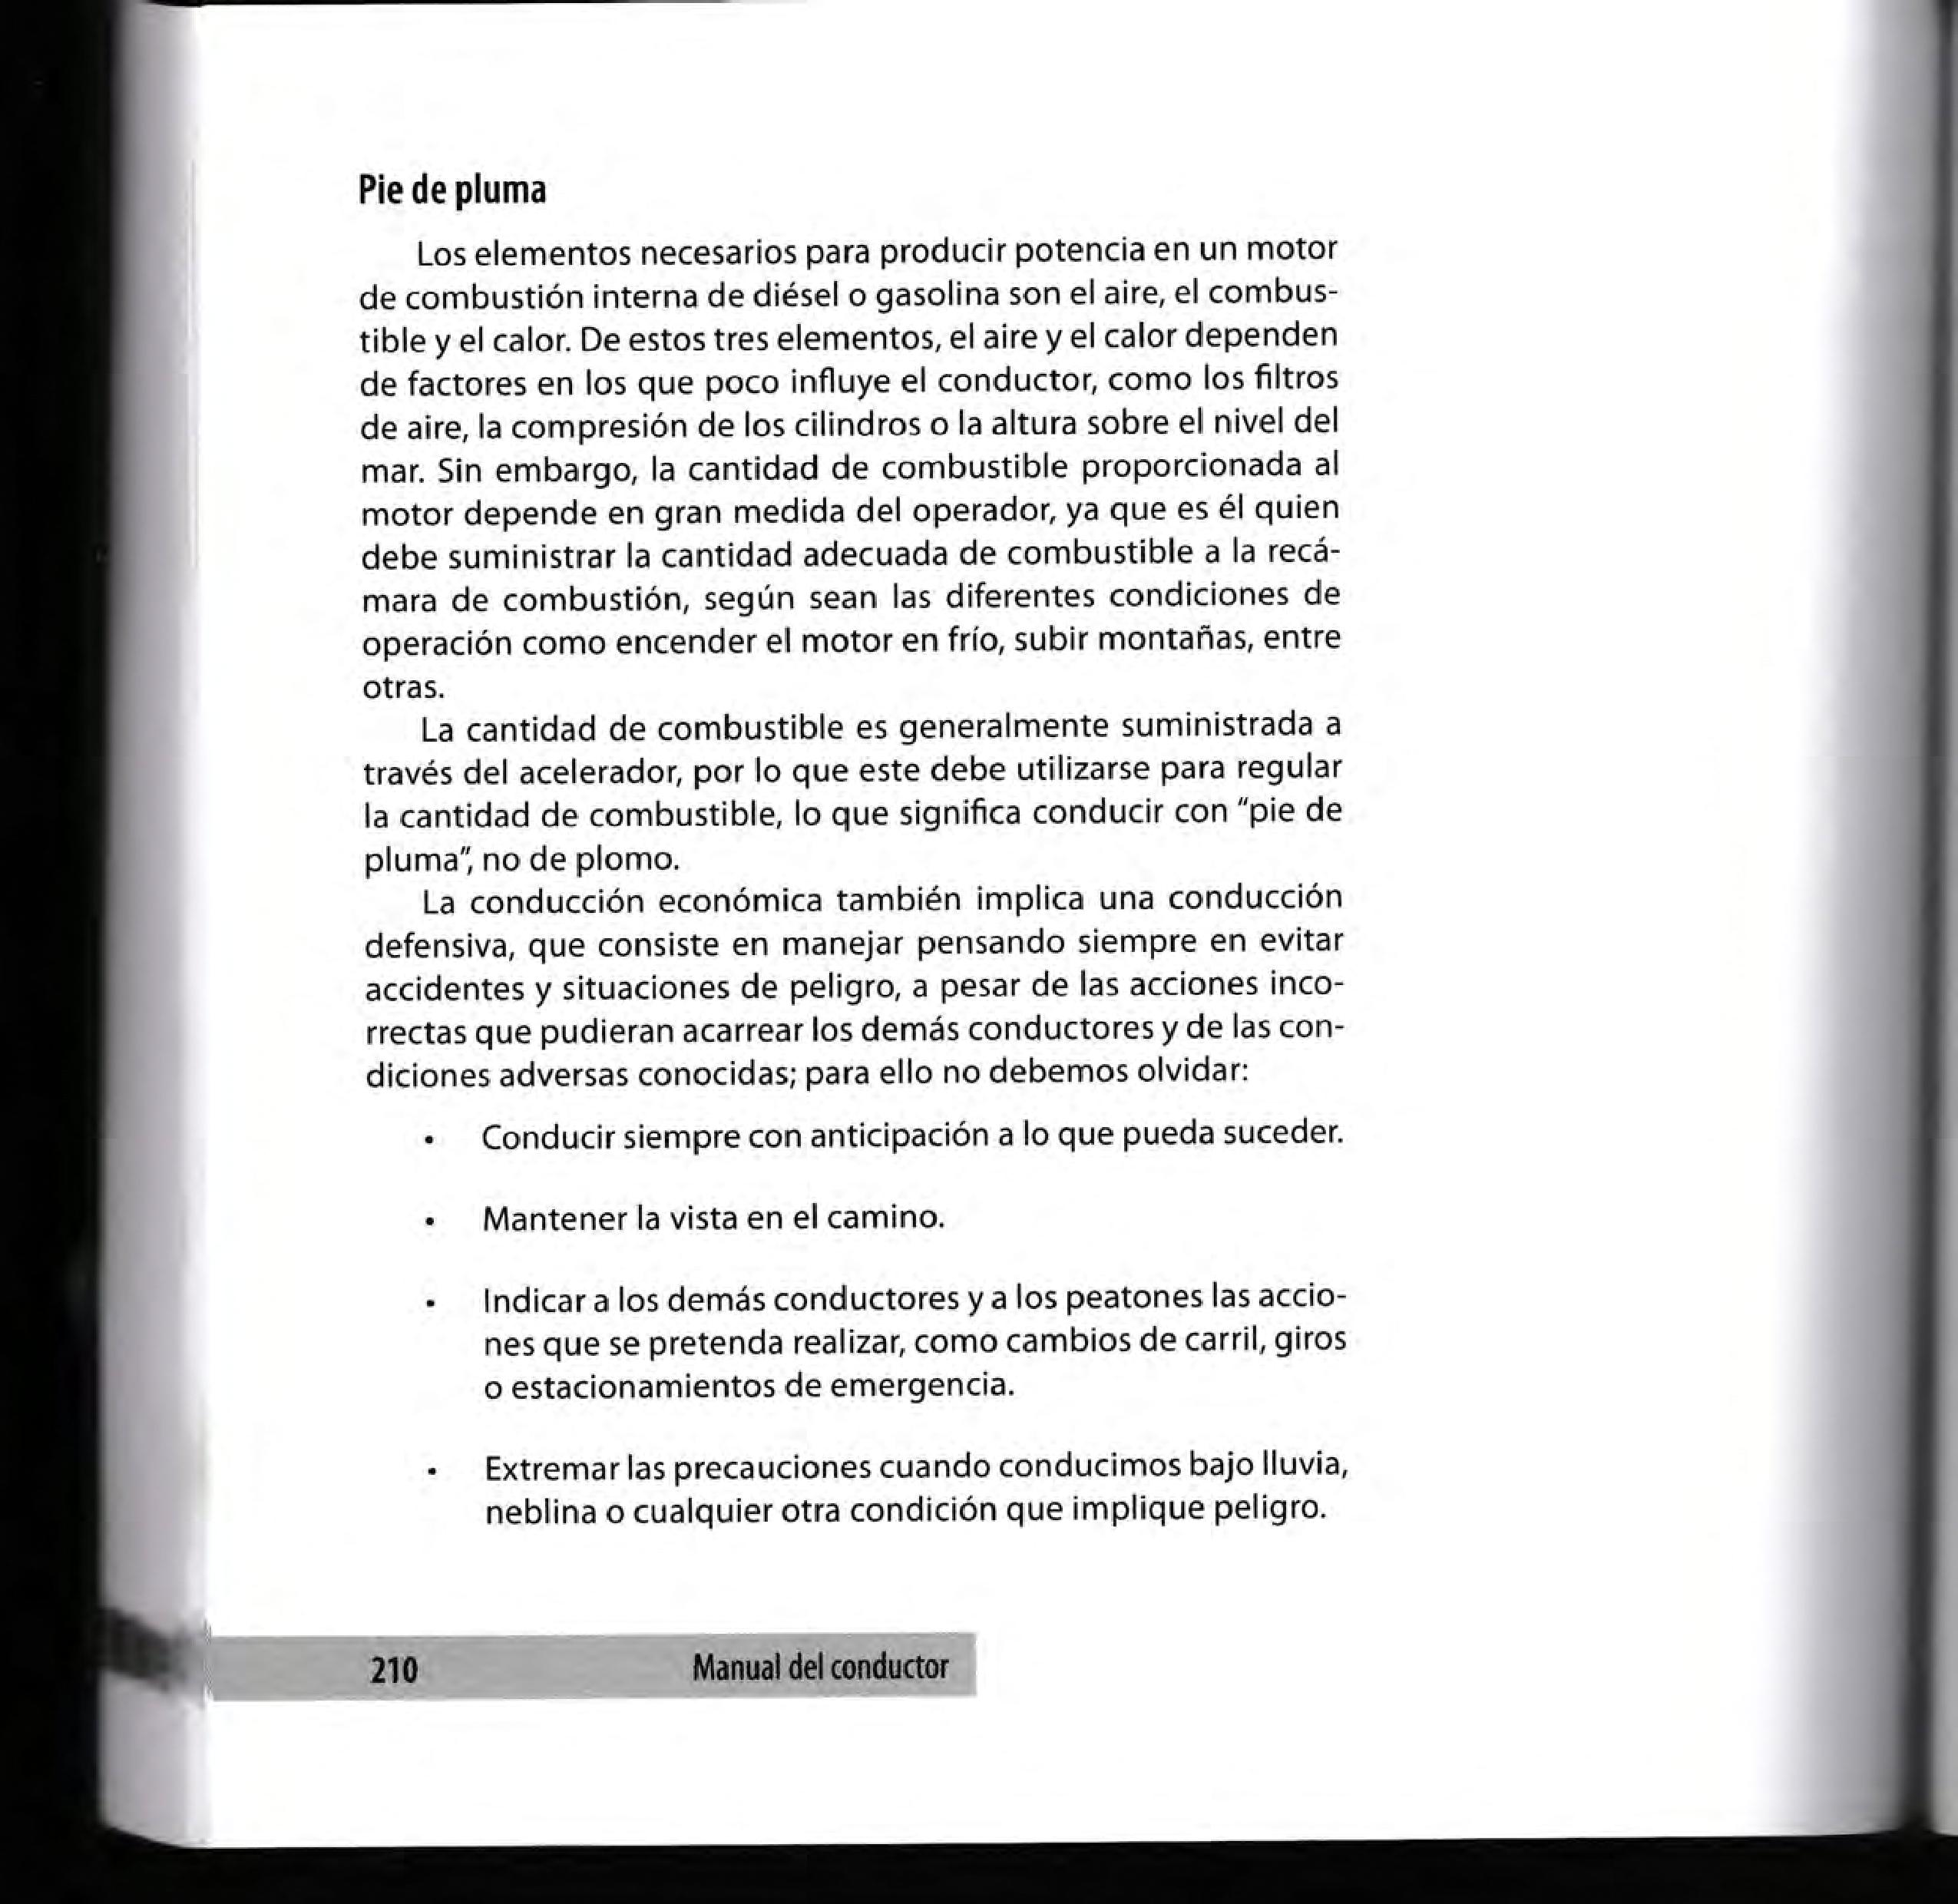 Pie de pluma
Los elementos necesarios para producir potencia en un motor
de combustión interna de diésel o gasolina son el aire, el combus-
tible y el calor. De estos tres elementos, el aire y el calor dependen
de factores en los que poco influye el conductor, como los filtros
de aire, la compresión de los cilindros o la altura sobre el nivel del
mar. Sin embargo, la cantidad de combustible proporcionada al
motor depende en gran medida del operador, ya que es él quien
debe suministrar la cantidad adecuada de combustible a la recá-
mara de combustión, según sean las diferentes condiciones de
operación como encender el motor en frío, subir montañas, entre
otras.
La cantidad de combustible es generalmente suministrada a
través del acelerador, por lo que este debe utilizarse para regular
la cantidad de combustible, lo que significa conducir con "pie de
pluma", no de plomo.
La conducción económica también implica una conducción
defensiva, que consiste en manejar pensando siempre en evitar
accidentes y situaciones de peligro, a pesar de las acciones inco-
rrectas que pudieran acarrear los demás conductores y de las con-
diciones adversas conocidas; para ello no debemos olvidar:
• Conducir siempre con anticipación a lo que pueda suceder.
• Mantener la vista en el camino.
• Indicar a los demás conductores y a los peatones las accio-
nes que se pretenda realizar, como cambios de carril, giros
o estacionamientos de emergencia.
• Extremar las precauciones cuando conducimos bajo lluvia,
neblina o cualquier otra condición que implique peligro.
210 Manual del conductor